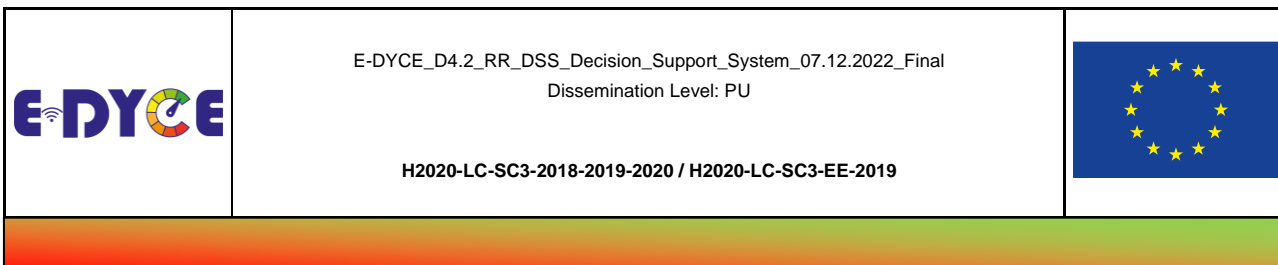 E-DYCE
E-DYCE_D4.2_RR_DSS_Decision_Support_System_07.12.2022_Final
Dissemination Level: PU
H2020-LC-SC3-2018-2019-2020 / H2020-LC-SC3-EE-2019